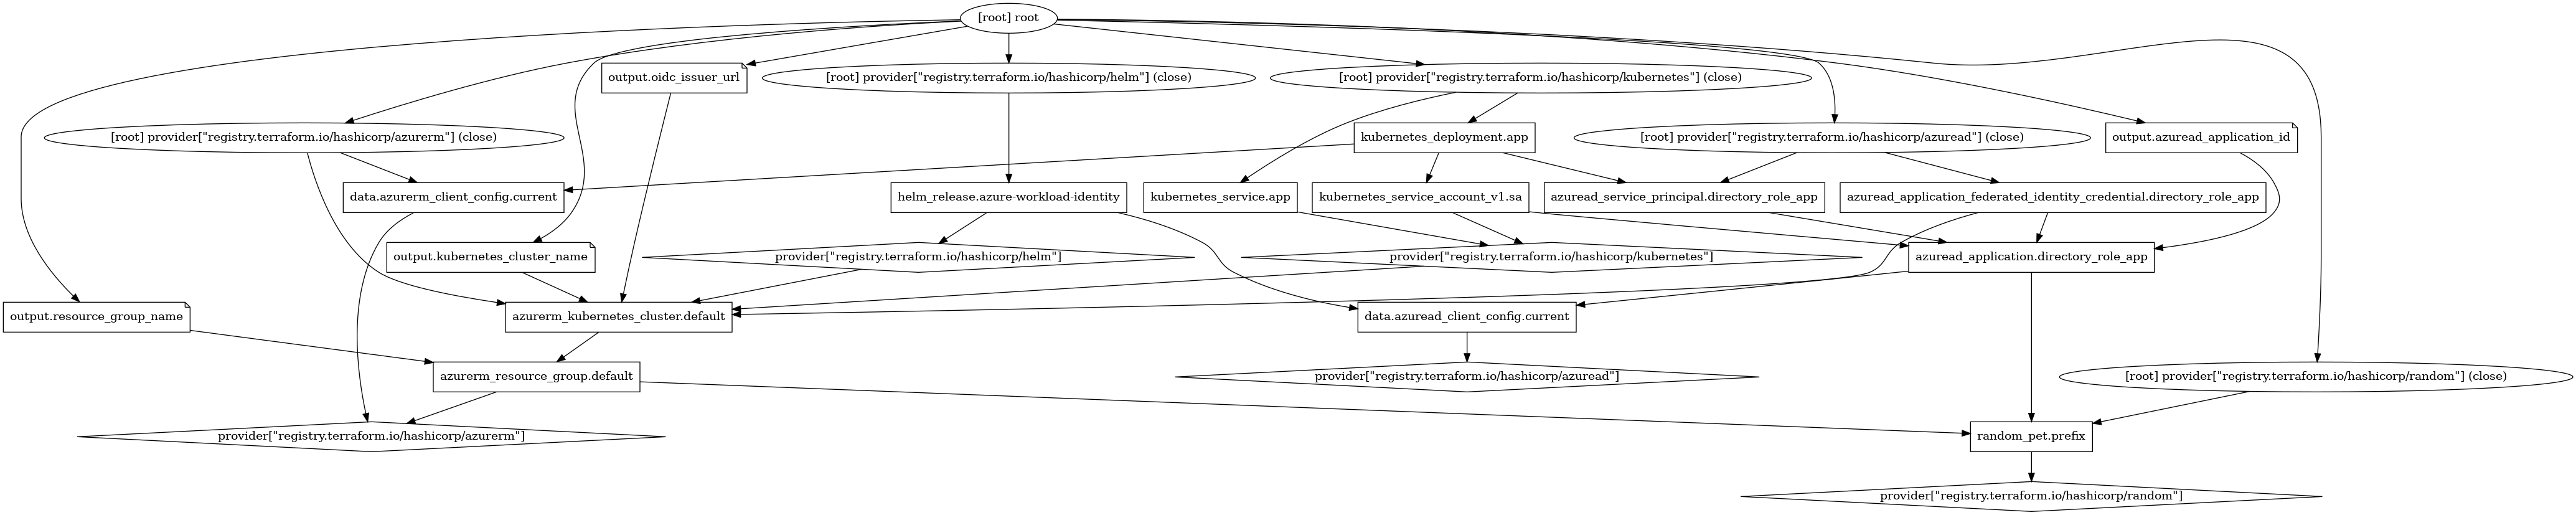 [root] root
output.oidc_issuer_url
[root] provider["registry.terraform.io/hashicorp/helm"] (close)
[root] provider["registry.terraform.io/hashicorp/kubernetes"] (close)
[root] provider["registry.terraform.io/hashicorp/azurerm"] (close)
kubernetes_deployment.app
[root] provider["registry.terraform.io/hashicorp/azuread"] (close)
output.azuread_application_id
data.azurerm_client_config.current
helm_release.azure-workload-identity
kubernetes_service.app
kubernetes_service_account_v1.sa
azuread_service_principal.directory_role_app
azuread_application_federated_identity_credential.directory_role_app
output.kubernetes_cluster_name
provider["registry.terraform.io/hashicorp/helm"]
provider["registry.terraform.io/hashicorp/kubernetes"]
azuread_application.directory_role_app
output.resource_group_name
azurerm_kubernetes_cluster.default
data.azuread_client_config.current
azurerm_resource_group.default
provider["registry.terraform.io/hashicorp/azuread"]
[root] provider["registry.terraform.io/hashicorp/random"] (close)
provider["registry.terraform.io/hashicorp/azurerm"]
random_pet.prefix
provider["registry.terraform.io/hashicorp/random"]